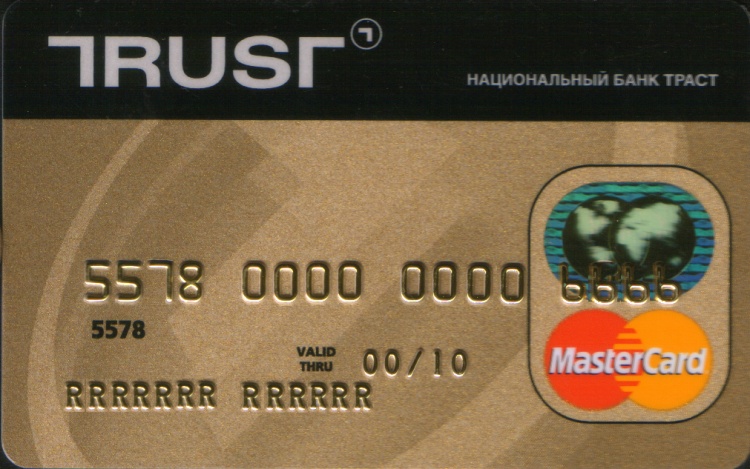 TRUST
НАЦИОНАЛЬНЫЙ БАНК ТРАСТ
5578 0000 0000 6666
5578
VALID THRU 00/10
RRRRRRR RRRRRR
MasterCard